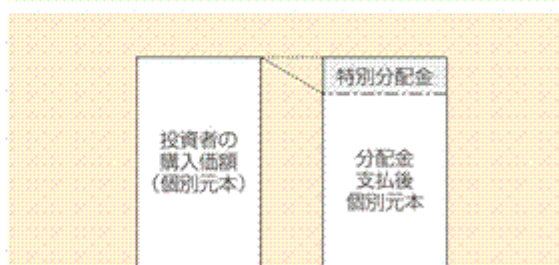 特別分配金
投資者の
購入価額
（個別元本）
分配金
支払後
個別元本